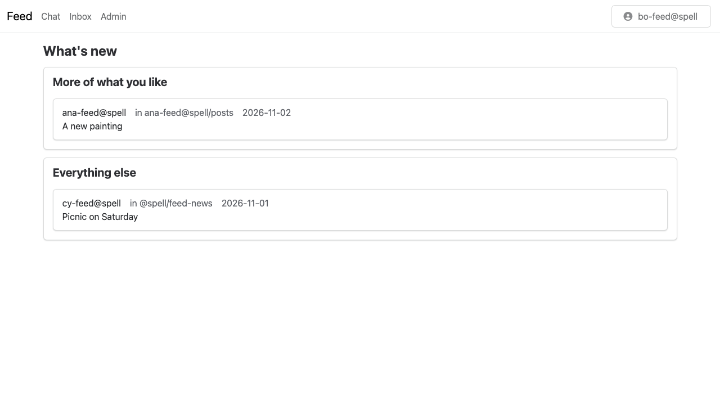 Feed Chat Inbox Admin bo-feed@spell
What's new
More of what you like
ana-feed@spell in ana-feed@spell/posts 2026-11-02
A new painting
Everything else
cy-feed@spell in @spell/feed-news 2026-11-01
Picnic on Saturday